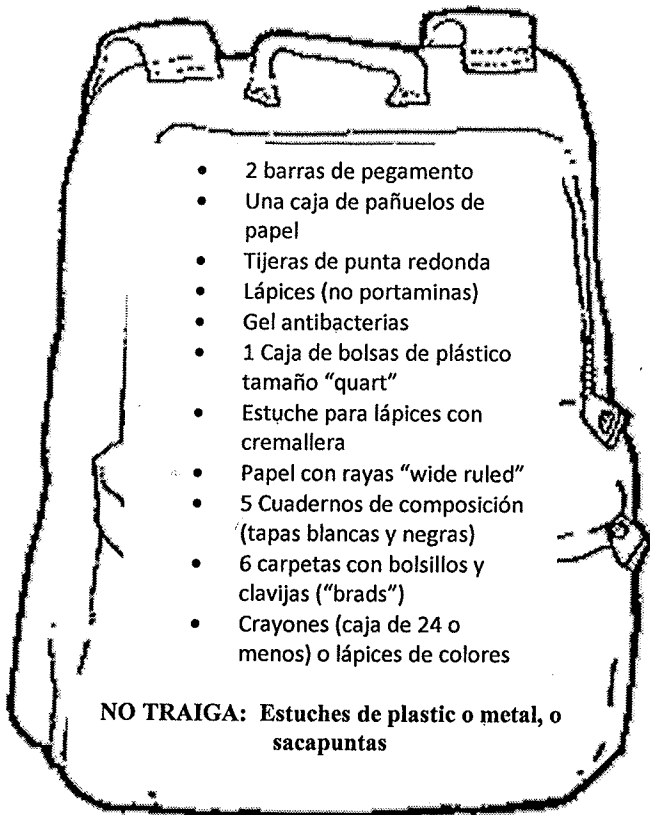 • 2 barras de pegamento
• Una caja de pañuelos de
papel
• Tijeras de punta redonda
• Lápices (no portaminas)
• Gel antibacterias
• 1 Caja de bolsas de plástico
tamaño “quart”
• Estuche para lápices con
cremallera
• Papel con rayas “wide ruled”
• 5 Cuadernos de composición
(tapas blancas y negras)
• 6 carpetas con bolsillos y
clavijas (“brads”)
• Crayones (caja de 24 o
menos) o lápices de colores
NO TRAIGA: Estuches de plastic o metal, o
sacapuntas